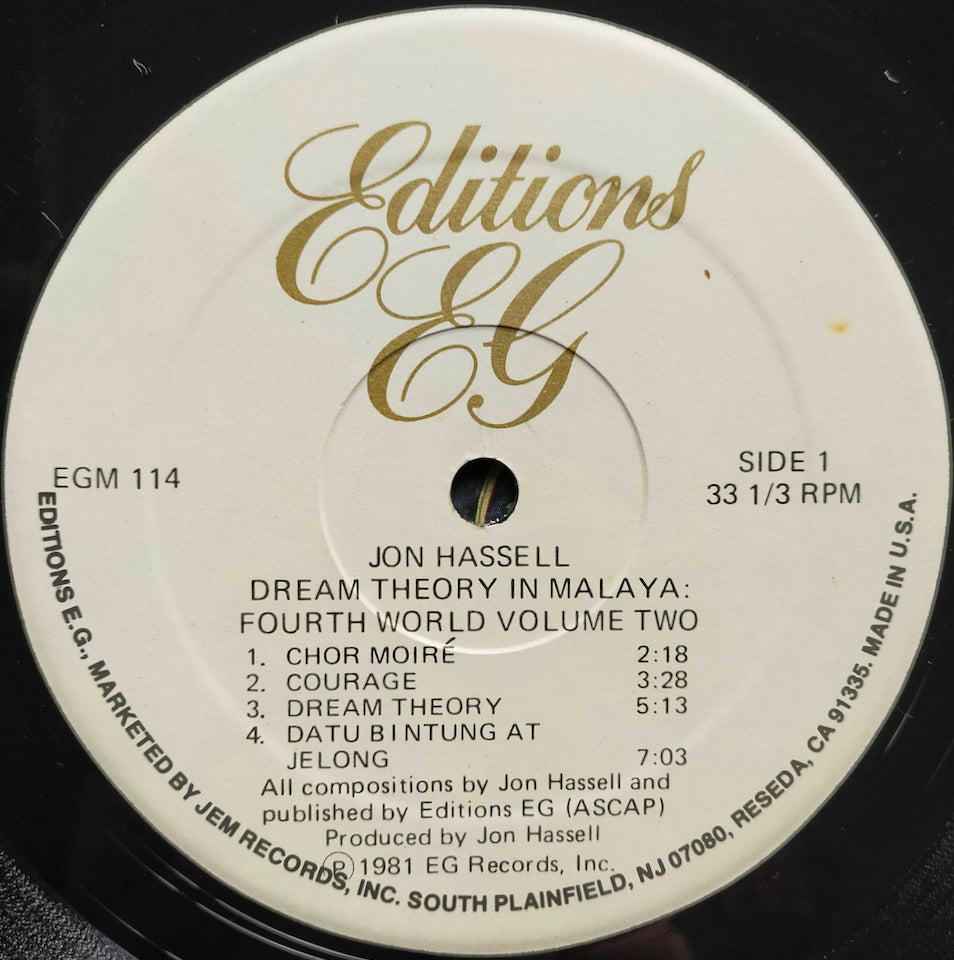 Editions
EG
EGM 114
SIDE 1
33 1/3 RPM
JON HASSELL
DREAM THEORY IN MALAYA:
FOURTH WORLD VOLUME TWO
1. CHOR MOIRÉ 2:18
2. COURAGE 3:28
3. DREAM THEORY 5:13
4. DATU BINTUNG AT
JELONG 7:03
All compositions by Jon Hassell and
published by Editions EG (ASCAP)
Produced by Jon Hassell
℗ 1981 EG Records, Inc.
EDITIONS E.G., MARKETED BY JEM RECORDS, INC. SOUTH PLAINFIELD, NJ 07080, RESEDA, CA 91335. MADE IN U.S.A.